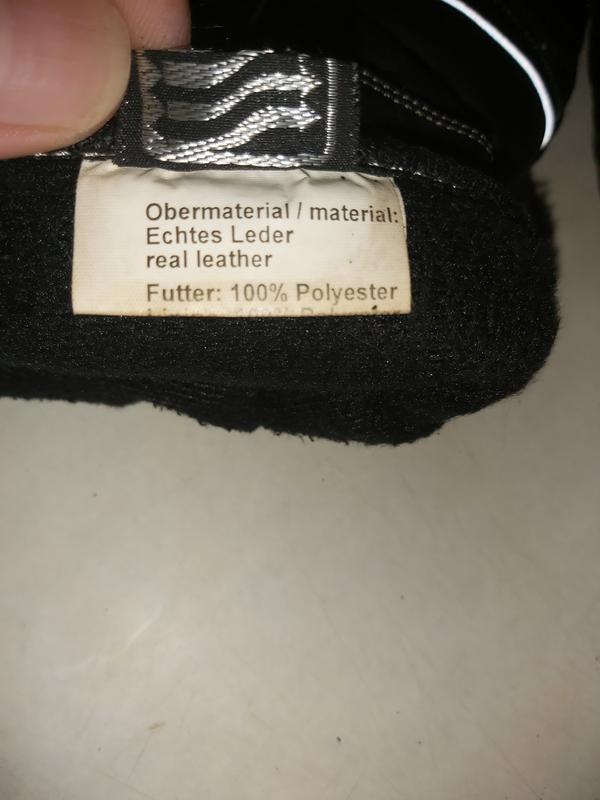 Obermaterial / material:
Echtes Leder
real leather
Futter: 100% Polyester